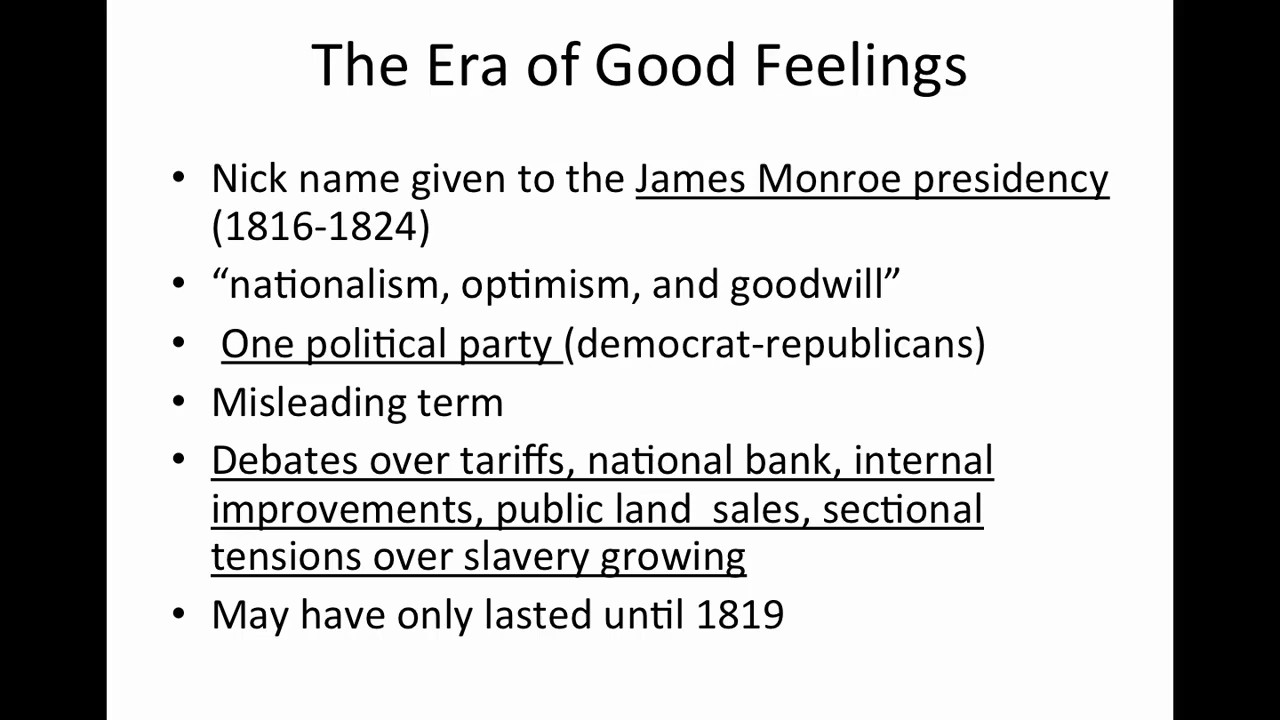 The Era of Good Feelings
• Nick name given to the James Monroe presidency
(1816-1824)
• “nationalism, optimism, and goodwill”
• One political party (democrat-republicans)
• Misleading term
• Debates over tariffs, national bank, internal
improvements, public land  sales, sectional
tensions over slavery growing
• May have only lasted until 1819